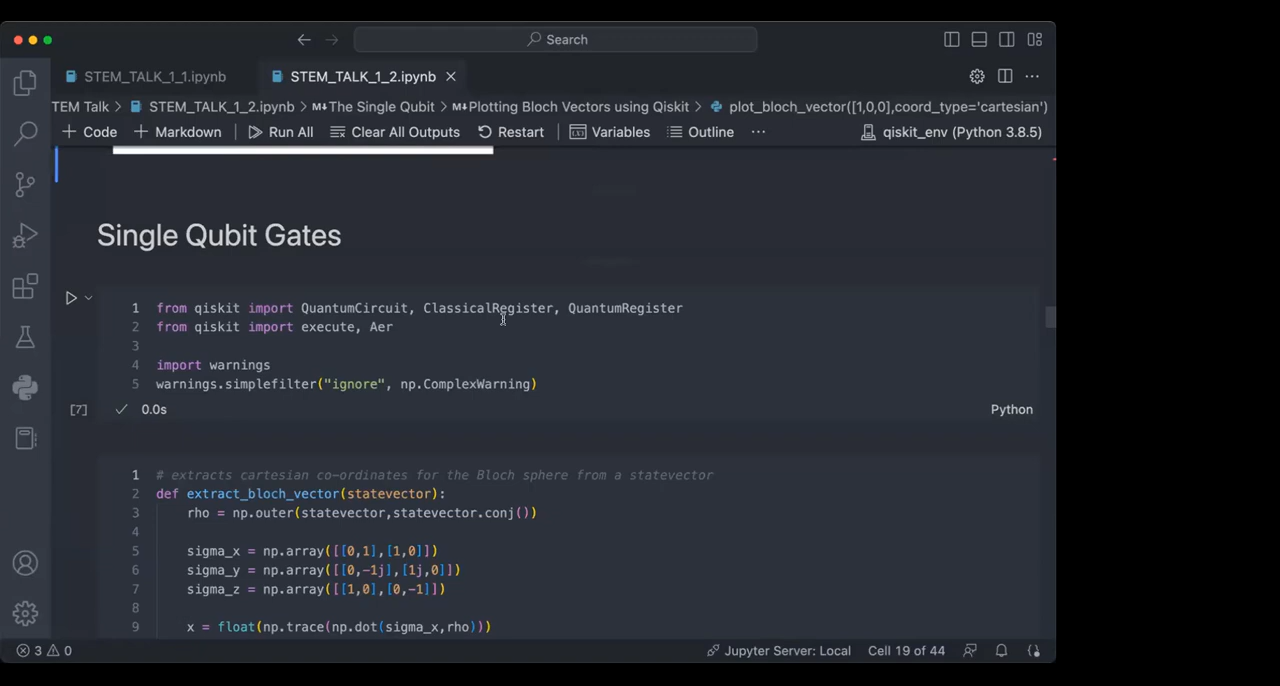 Search
STEM_TALK_1_1.ipynb
STEM_TALK_1_2.ipynb
TEM Talk > STEM_TALK_1_2.ipynb > M↓The Single Qubit > M↓Plotting Bloch Vectors using Qiskit > plot_bloch_vector([1,0,0],coord_type='cartesian')
+ Code + Markdown | Run All Clear All Outputs Restart | Variables Outline ··· qiskit_env (Python 3.8.5)
Single Qubit Gates
1 from qiskit import QuantumCircuit, ClassicalRegister, QuantumRegister
2 from qiskit import execute, Aer
3
4 import warnings
5 warnings.simplefilter("ignore", np.ComplexWarning)
[7] ✓ 0.0s Python
1 # extracts cartesian co-ordinates for the Bloch sphere from a statevector
2 def extract_bloch_vector(statevector):
3 rho = np.outer(statevector,statevector.conj())
4
5 sigma_x = np.array([[0,1],[1,0]])
6 sigma_y = np.array([[0,-1j],[1j,0]])
7 sigma_z = np.array([[1,0],[0,-1]])
8
9 x = float(np.trace(np.dot(sigma_x,rho)))
3 0 Jupyter Server: Local Cell 19 of 44